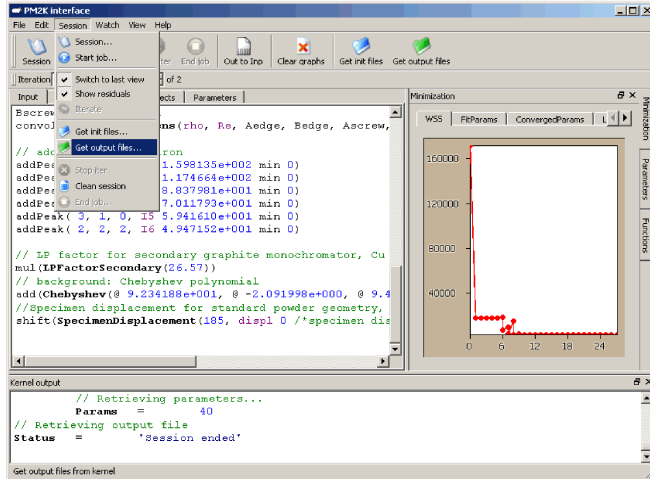 PM2K interface
File Edit Session Watch View Help
Session
End job
Out to Inp
Clear graphs
Get init files
Get output files
Iteration
of 2
Session...
Start job...
Switch to last view
Show residuals
Iterate
Get init files...
Get output files...
Stop iter
Clean session
End job...
Input
Parameters
Bscrew
convol
ns(rho, Re, Aedge, Bedge, Ascrew,
// ad
addPea
1.598135e+002 min 0)
addPea
1.174664e+002 min 0)
addPea
8.837981e+001 min 0)
addPea
7.011793e+001 min 0)
addPeak( 3, 1, 0, I5 5.941610e+001 min 0)
addPeak( 2, 2, 2, I6 4.947152e+001 min 0)
// LP factor for secondary graphite monochromator, Cu
mul(LPFactorSecondary(26.57))
// background: Chebyshev polynomial
add(Chebyshev(@ 9.234188e+001, @ -2.091998e+000, @ 9.4
//Specimen displacement for standard powder geometry,
shift(SpecimenDisplacement(185, displ 0 /*specimen dis
Minimization
WSS
FitParams
ConvergedParams
160000
120000
80000
40000
0 6 12 18 24
Minimization
Parameters
Functions
Kernel output
// Retrieving parameters...
Params = 40
// Retrieving output file
Status = 'Session ended'
Get output files from kernel